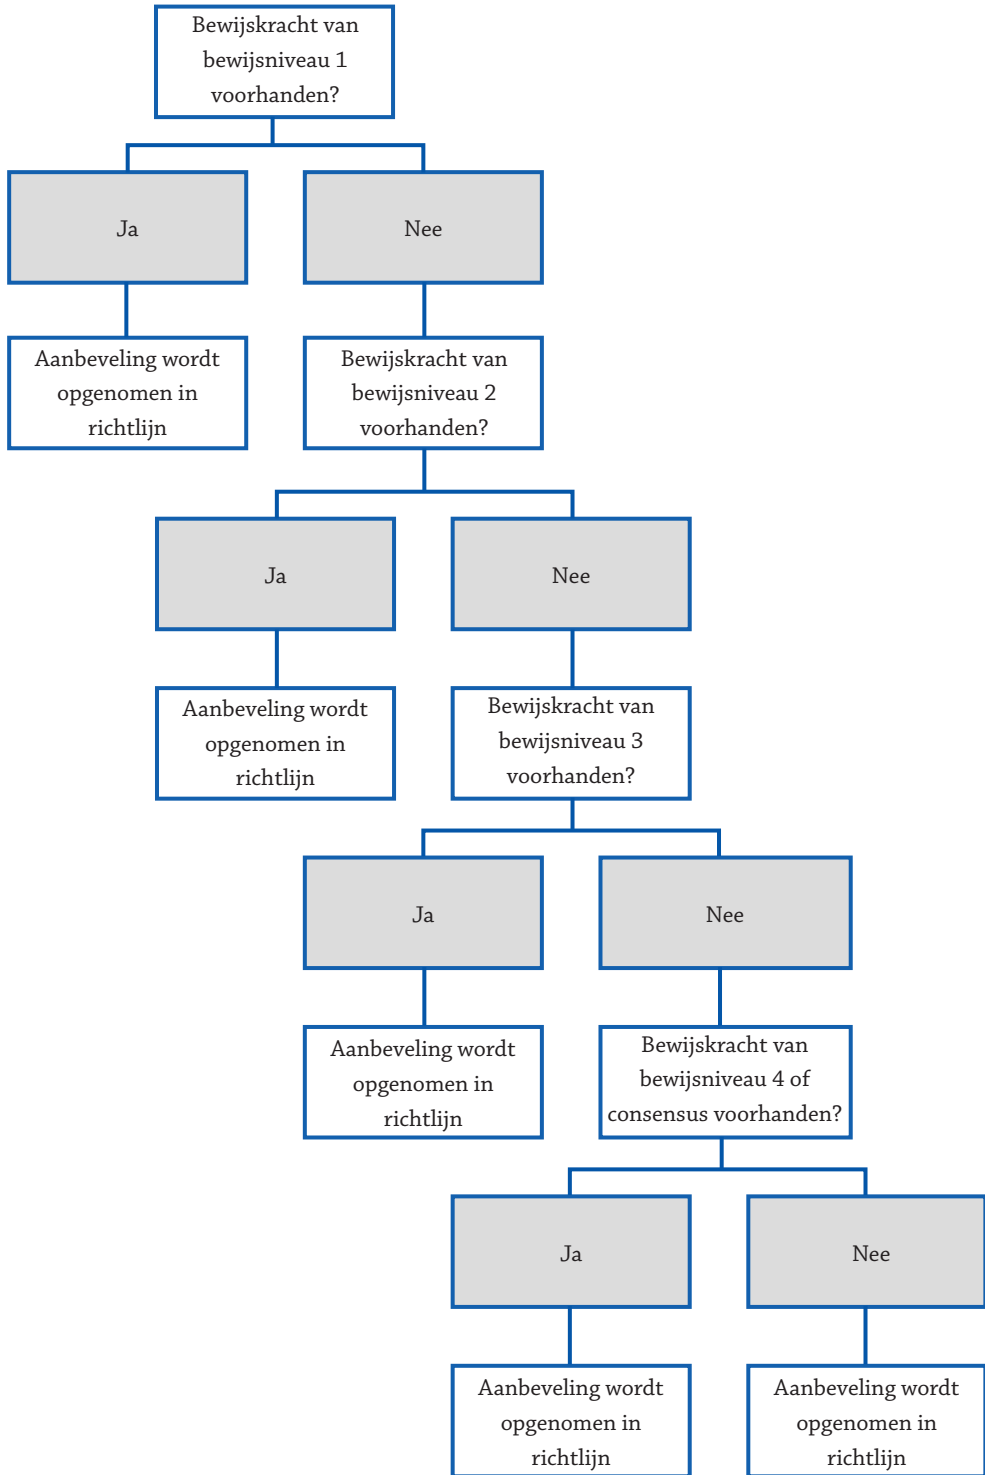 Bewijskracht van
bewijsniveau 1
voorhanden?
Ja
Nee
Aanbeveling wordt
opgenomen in
richtlijn
Bewijskracht van
bewijsniveau 2
voorhanden?
Ja
Nee
Aanbeveling wordt
opgenomen in
richtlijn
Bewijskracht van
bewijsniveau 3
voorhanden?
Ja
Nee
Aanbeveling wordt
opgenomen in
richtlijn
Bewijskracht van
bewijsniveau 4 of
consensus voorhanden?
Ja
Nee
Aanbeveling wordt
opgenomen in
richtlijn
Aanbeveling wordt
opgenomen in
richtlijn